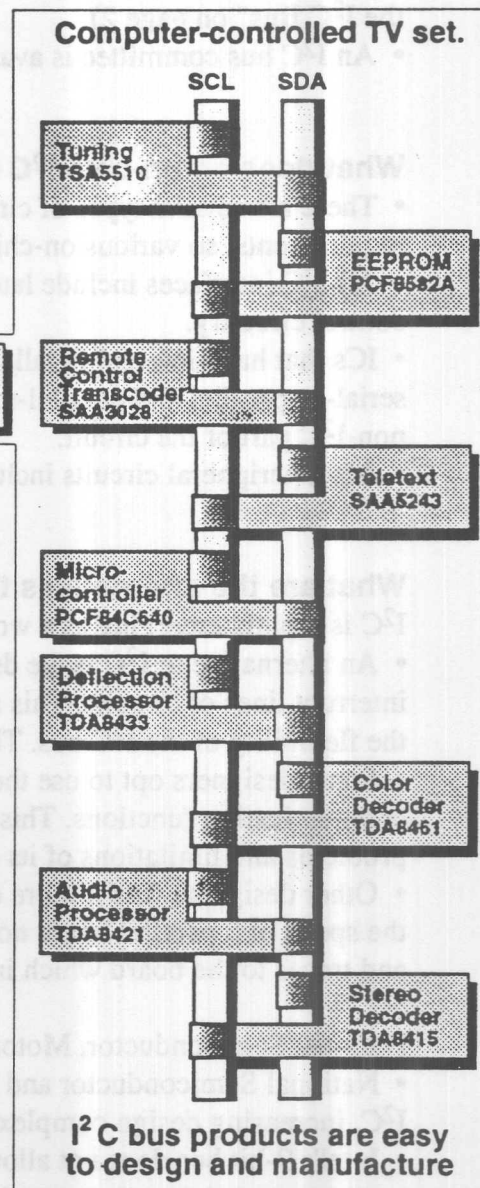 Computer-controlled TV set.
SCL SDA
Tuning
TSA5510
EEPROM
PCF8582A
Remote
Control
Transcoder
SAA3028
Teletext
SAA5243
Micro-
controller
PCF84C640
Deflection
Processor
TDA8433
Color
Decoder
TDA8461
Audio
Processor
TDA8421
Stereo
Decoder
TDA8415
I² C bus products are easy
to design and manufacture